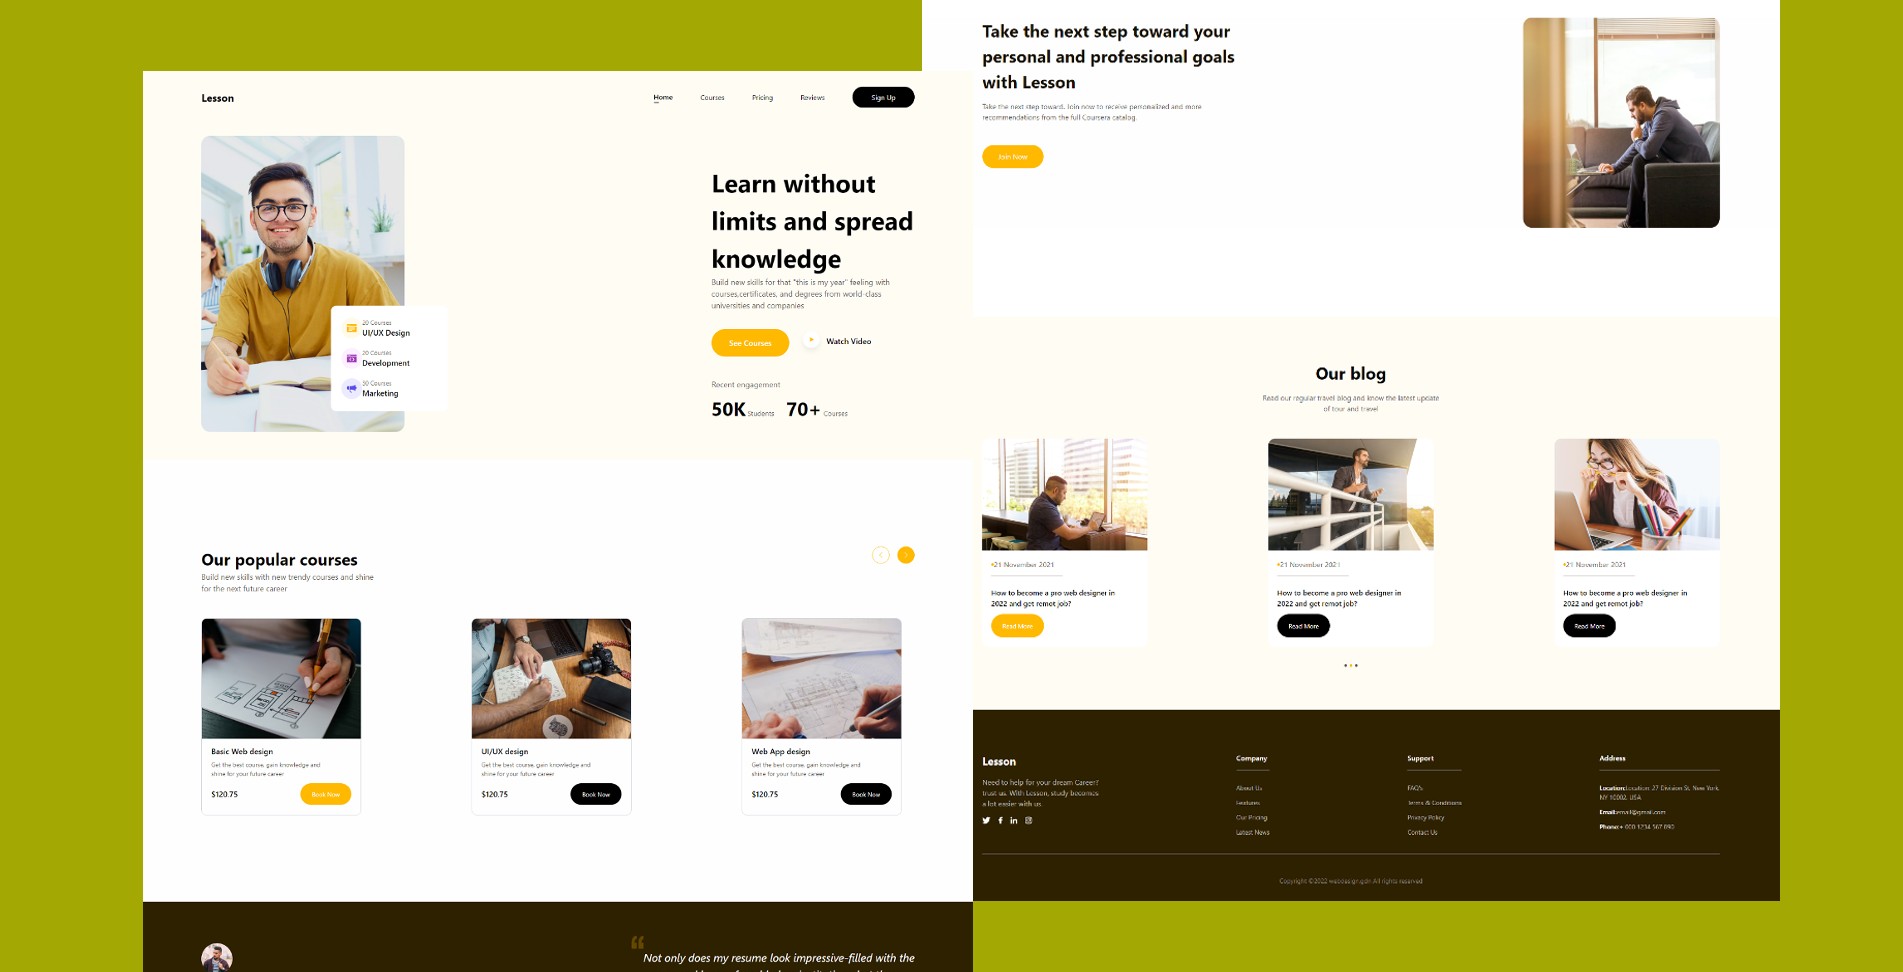 Lesson
Home
Courses
Pricing
Reviews
Sign Up
Learn without
limits and spread
knowledge
Build new skills for that "this is my year" feeling with
courses,certificates, and degrees from world-class
universities and companies
See Courses
Watch Video
Recent engagement
50K Students
70+ Courses
20 Courses
UI/UX Design
20 Courses
Development
30 Courses
Marketing
Our popular courses
Build new skills with new trendy courses and shine
for the next future career
Basic Web design
Get the best course, gain knowledge and
shine for your future career
$120.75
Book Now
UI/UX design
Get the best course, gain knowledge and
shine for your future career
$120.75
Book Now
Web App design
Get the best course, gain knowledge and
shine for your future career
$120.75
Book Now
“
Not only does my resume look impressive-filled with the
Take the next step toward your
personal and professional goals
with Lesson
Take the next step toward. Join now to receive personalized and more
recommendations from the full Coursera catalog.
Join Now
Our blog
Read our regular travel blog and know the latest update
of tour and travel
21 November 2021
How to become a pro web designer in
2022 and get remot job?
Read More
21 November 2021
How to become a pro web designer in
2022 and get remot job?
Read More
21 November 2021
How to become a pro web designer in
2022 and get remot job?
Read More
Lesson
Need to help for your dream Career?
trust us. With Lesson, study becomes
a lot easier with us.
Company
About Us
Features
Our Pricing
Latest News
Support
FAQ's
Terms & Conditions
Privacy Policy
Contact Us
Address
Location:Location: 27 Division St, New York,
NY 10002, USA
Email:email@gmail.com
Phone:+ 000 1234 567 890
Copyright ©2022 webdesign.gdn All rights reserved